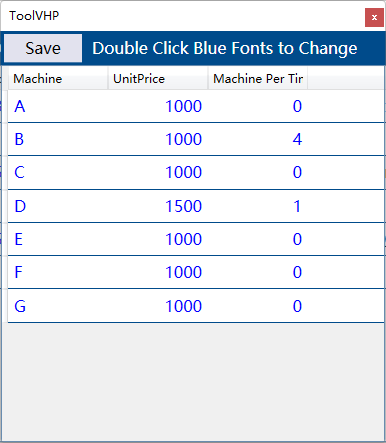 ToolVHP
Save Double Click Blue Fonts to Change
Machine UnitPrice Machine Per Tir
A 1000 0
B 1000 4
C 1000 0
D 1500 1
E 1000 0
F 1000 0
G 1000 0